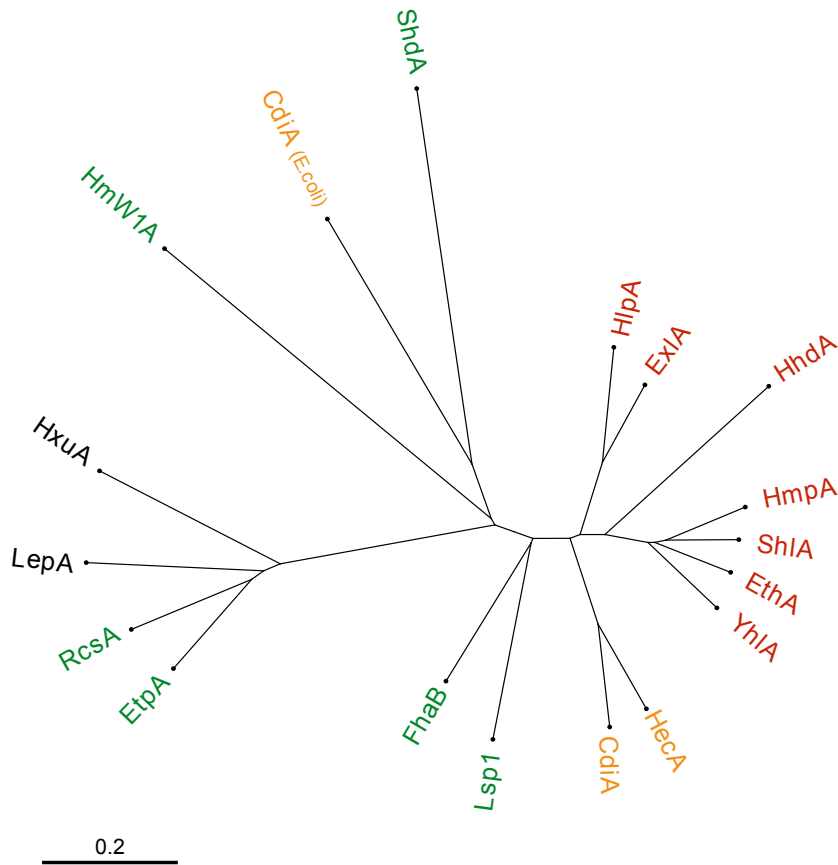 ShdA
CdiA (E.coli)
HmW1A
HlpA
ExlA
HhdA
HxuA
HmpA
LepA
ShlA
EthA
YhlA
RcsA
EtpA
FhaB
Lsp1
CdiA
HecA
0.2